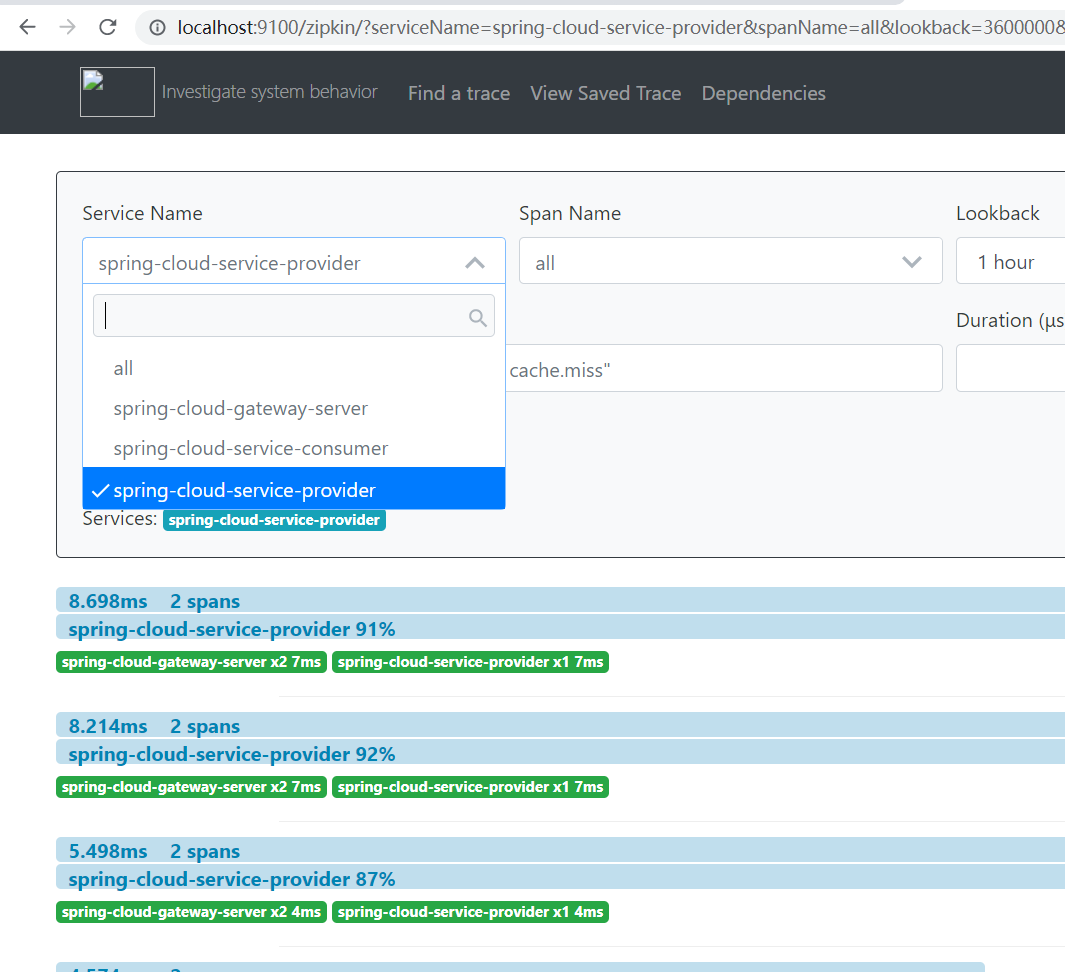 localhost:9100/zipkin/?serviceName=spring-cloud-service-provider&spanName=all&lookback=3600000&
Investigate system behavior Find a trace View Saved Trace Dependencies
Service Name Span Name Lookback
spring-cloud-service-provider all 1 hour
all
Duration (μs
spring-cloud-gateway-server
cache.miss"
spring-cloud-service-consumer
spring-cloud-service-provider
Services: spring-cloud-service-provider
8.698ms 2 spans
spring-cloud-service-provider 91%
spring-cloud-gateway-server x2 7ms spring-cloud-service-provider x1 7ms
8.214ms 2 spans
spring-cloud-service-provider 92%
spring-cloud-gateway-server x2 7ms spring-cloud-service-provider x1 7ms
5.498ms 2 spans
spring-cloud-service-provider 87%
spring-cloud-gateway-server x2 4ms spring-cloud-service-provider x1 4ms